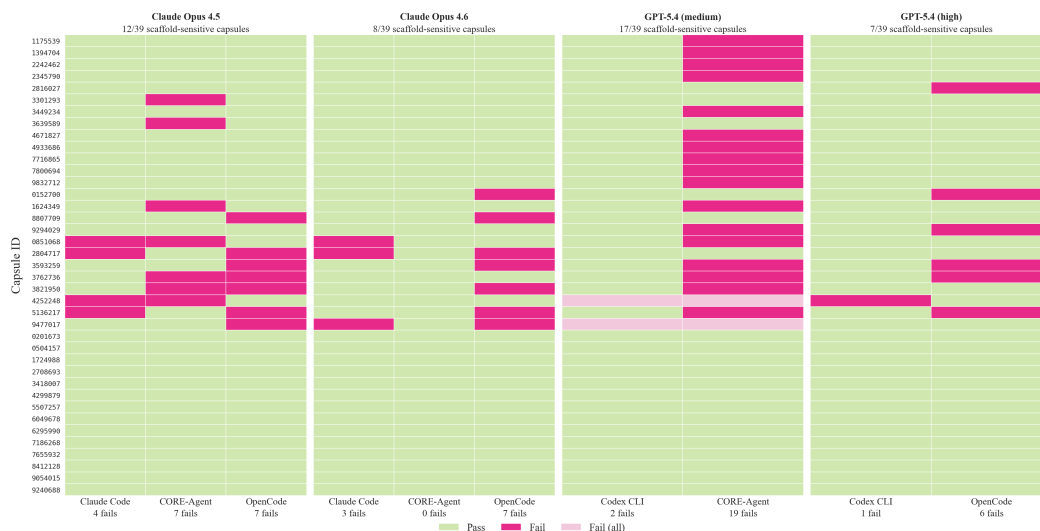 Claude Opus 4.5
12/39 scaffold-sensitive capsules
Claude Opus 4.6
8/39 scaffold-sensitive capsules
GPT-5.4 (medium)
17/39 scaffold-sensitive capsules
GPT-5.4 (high)
7/39 scaffold-sensitive capsules
Capsule ID
1175539
1394704
2242462
2345790
2816027
3301293
3449234
3639589
4671827
4933686
7716865
7800694
9832712
0152700
1624349
8807709
9294029
0851068
2804717
3593259
3762736
3821950
4252248
5136217
9477017
0201673
0504157
1724988
2708693
3418007
4299879
5507257
6049678
6295990
7186268
7655932
8412128
9054015
9240688
Claude Code
4 fails
CORE-Agent
7 fails
OpenCode
7 fails
Claude Code
3 fails
CORE-Agent
0 fails
OpenCode
7 fails
Codex CLI
2 fails
CORE-Agent
19 fails
Codex CLI
1 fail
OpenCode
6 fails
Pass
Fail
Fail (all)